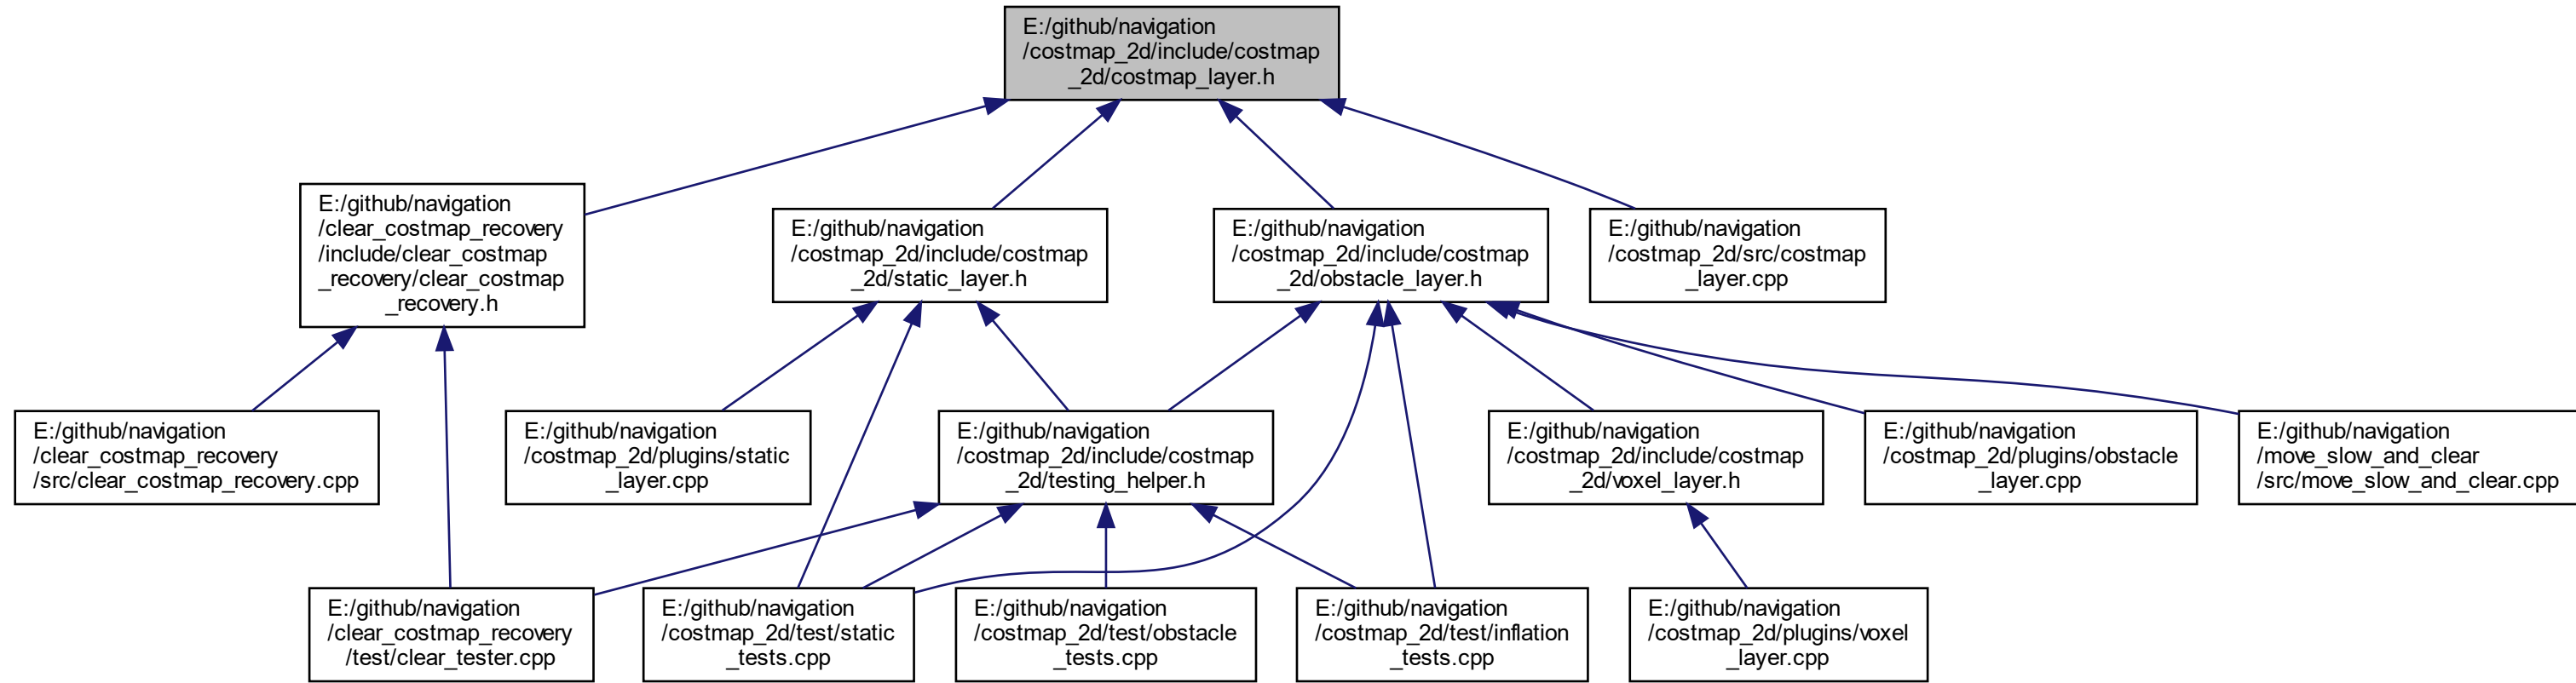 E:/github/navigation
/costmap_2d/include/costmap
_2d/costmap_layer.h
E:/github/navigation
/clear_costmap_recovery
/include/clear_costmap
_recovery/clear_costmap
_recovery.h
E:/github/navigation
/costmap_2d/include/costmap
_2d/static_layer.h
E:/github/navigation
/costmap_2d/include/costmap
_2d/obstacle_layer.h
E:/github/navigation
/costmap_2d/src/costmap
_layer.cpp
E:/github/navigation
/clear_costmap_recovery
/src/clear_costmap_recovery.cpp
E:/github/navigation
/costmap_2d/plugins/static
_layer.cpp
E:/github/navigation
/costmap_2d/include/costmap
_2d/testing_helper.h
E:/github/navigation
/costmap_2d/include/costmap
_2d/voxel_layer.h
E:/github/navigation
/costmap_2d/plugins/obstacle
_layer.cpp
E:/github/navigation
/move_slow_and_clear
/src/move_slow_and_clear.cpp
E:/github/navigation
/clear_costmap_recovery
/test/clear_tester.cpp
E:/github/navigation
/costmap_2d/test/static
_tests.cpp
E:/github/navigation
/costmap_2d/test/obstacle
_tests.cpp
E:/github/navigation
/costmap_2d/test/inflation
_tests.cpp
E:/github/navigation
/costmap_2d/plugins/voxel
_layer.cpp